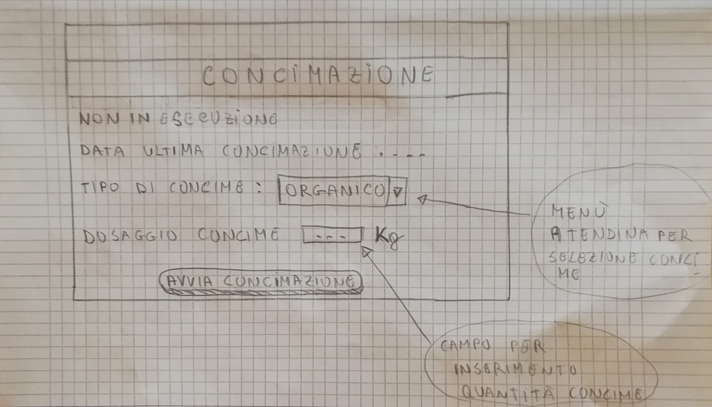 CONCIMAZIONE
NON IN ESECUZIONE
DATA ULTIMA CONCIMAZIONE : ----
TIPO DI CONCIME : ORGANICO
DOSAGGIO CONCIME --- Kg
AVVIA CONCIMAZIONE
MENÙ
A TENDINA PER
SELEZIONE CONCI
ME
CAMPO PER
INSERIMENTO
QUANTITÀ CONCIME